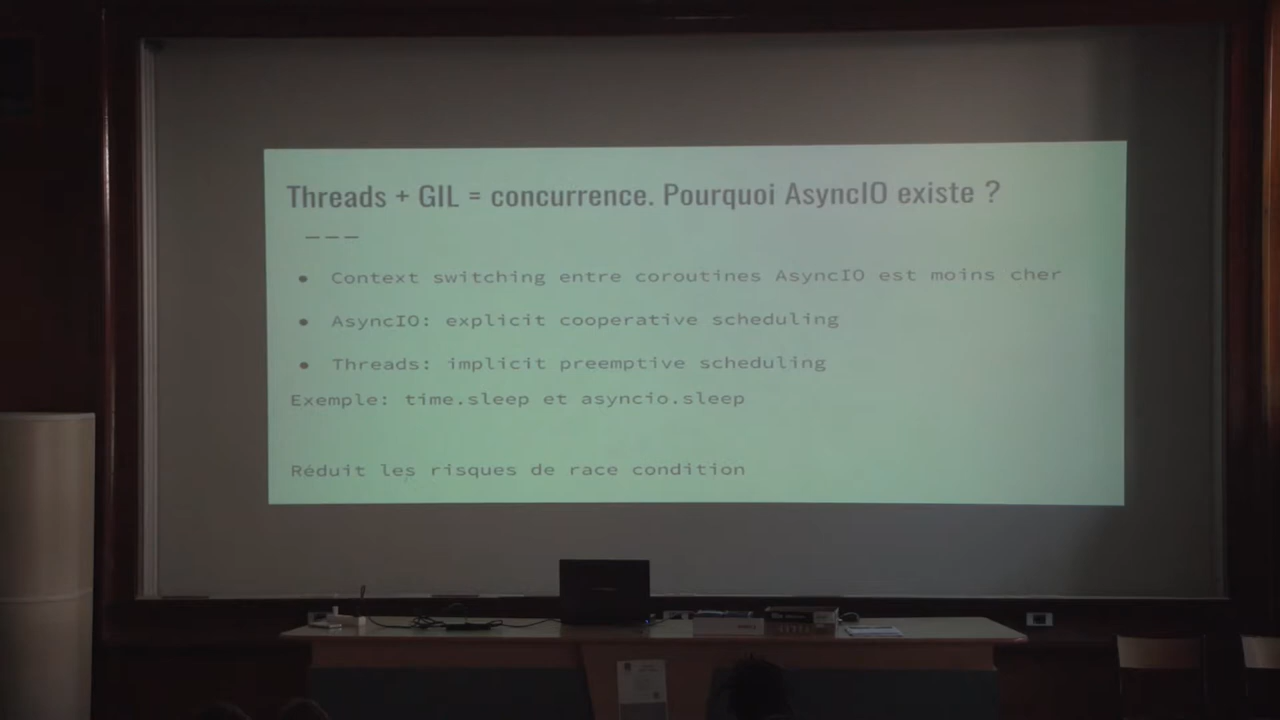 Threads + GIL = concurrence. Pourquoi AsyncIO existe ?
___
● Context switching entre coroutines AsyncIO est moins cher
● AsyncIO: explicit cooperative scheduling
● Threads: implicit preemptive scheduling
Exemple: time.sleep et asyncio.sleep
Réduit les risques de race condition